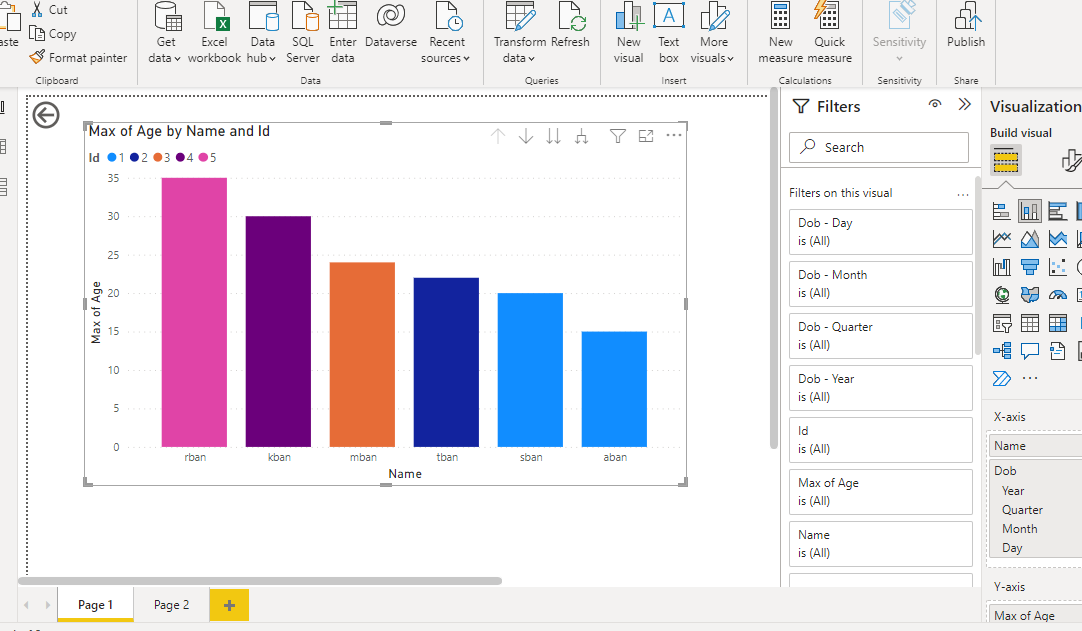 Cut
Copy
Format painter
Clipboard
Get data
Excel workbook
Data hub
SQL Server
Enter data
Dataverse
Recent sources
Data
Transform data
Refresh
Queries
New visual
Text box
More visuals
Insert
New measure
Quick measure
Calculations
Sensitivity
Sensitivity
Publish
Share
Max of Age by Name and Id
Id 1 2 3 4 5
35
30
25
20
15
10
5
0
Max of Age
rban kban mban tban sban aban
Name
Filters
Search
Filters on this visual
Dob - Day
is (All)
Dob - Month
is (All)
Dob - Quarter
is (All)
Dob - Year
is (All)
Id
is (All)
Max of Age
is (All)
Name
is (All)
Visualization
Build visual
X-axis
Name
Dob
Year
Quarter
Month
Day
Y-axis
Max of Age
Page 1
Page 2